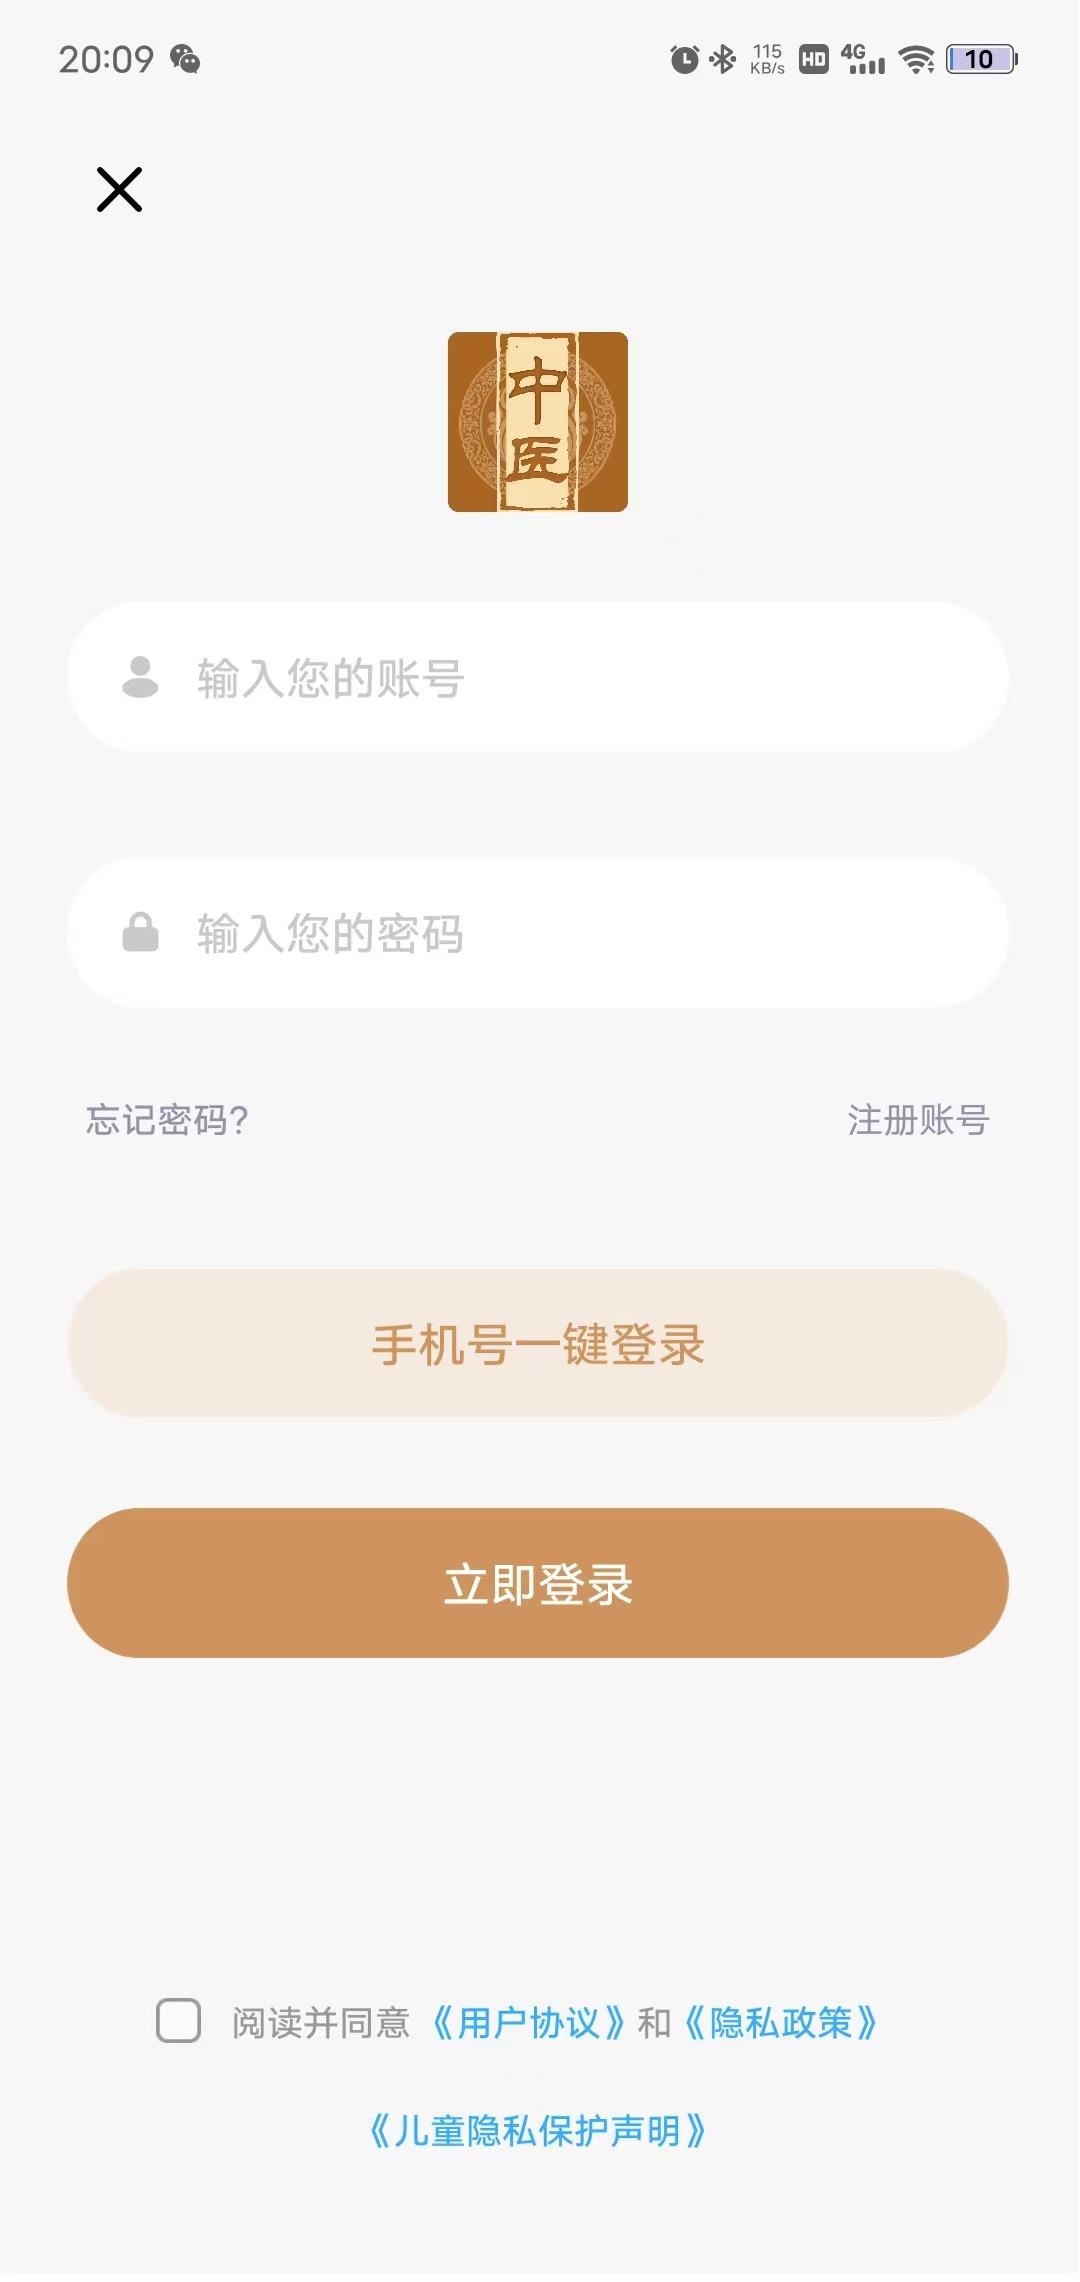 20:09 115 KB/s HD 4G 10
中医
输入您的账号
输入您的密码
忘记密码? 注册账号
手机号一键登录
立即登录
阅读并同意《用户协议》和《隐私政策》
《儿童隐私保护声明》